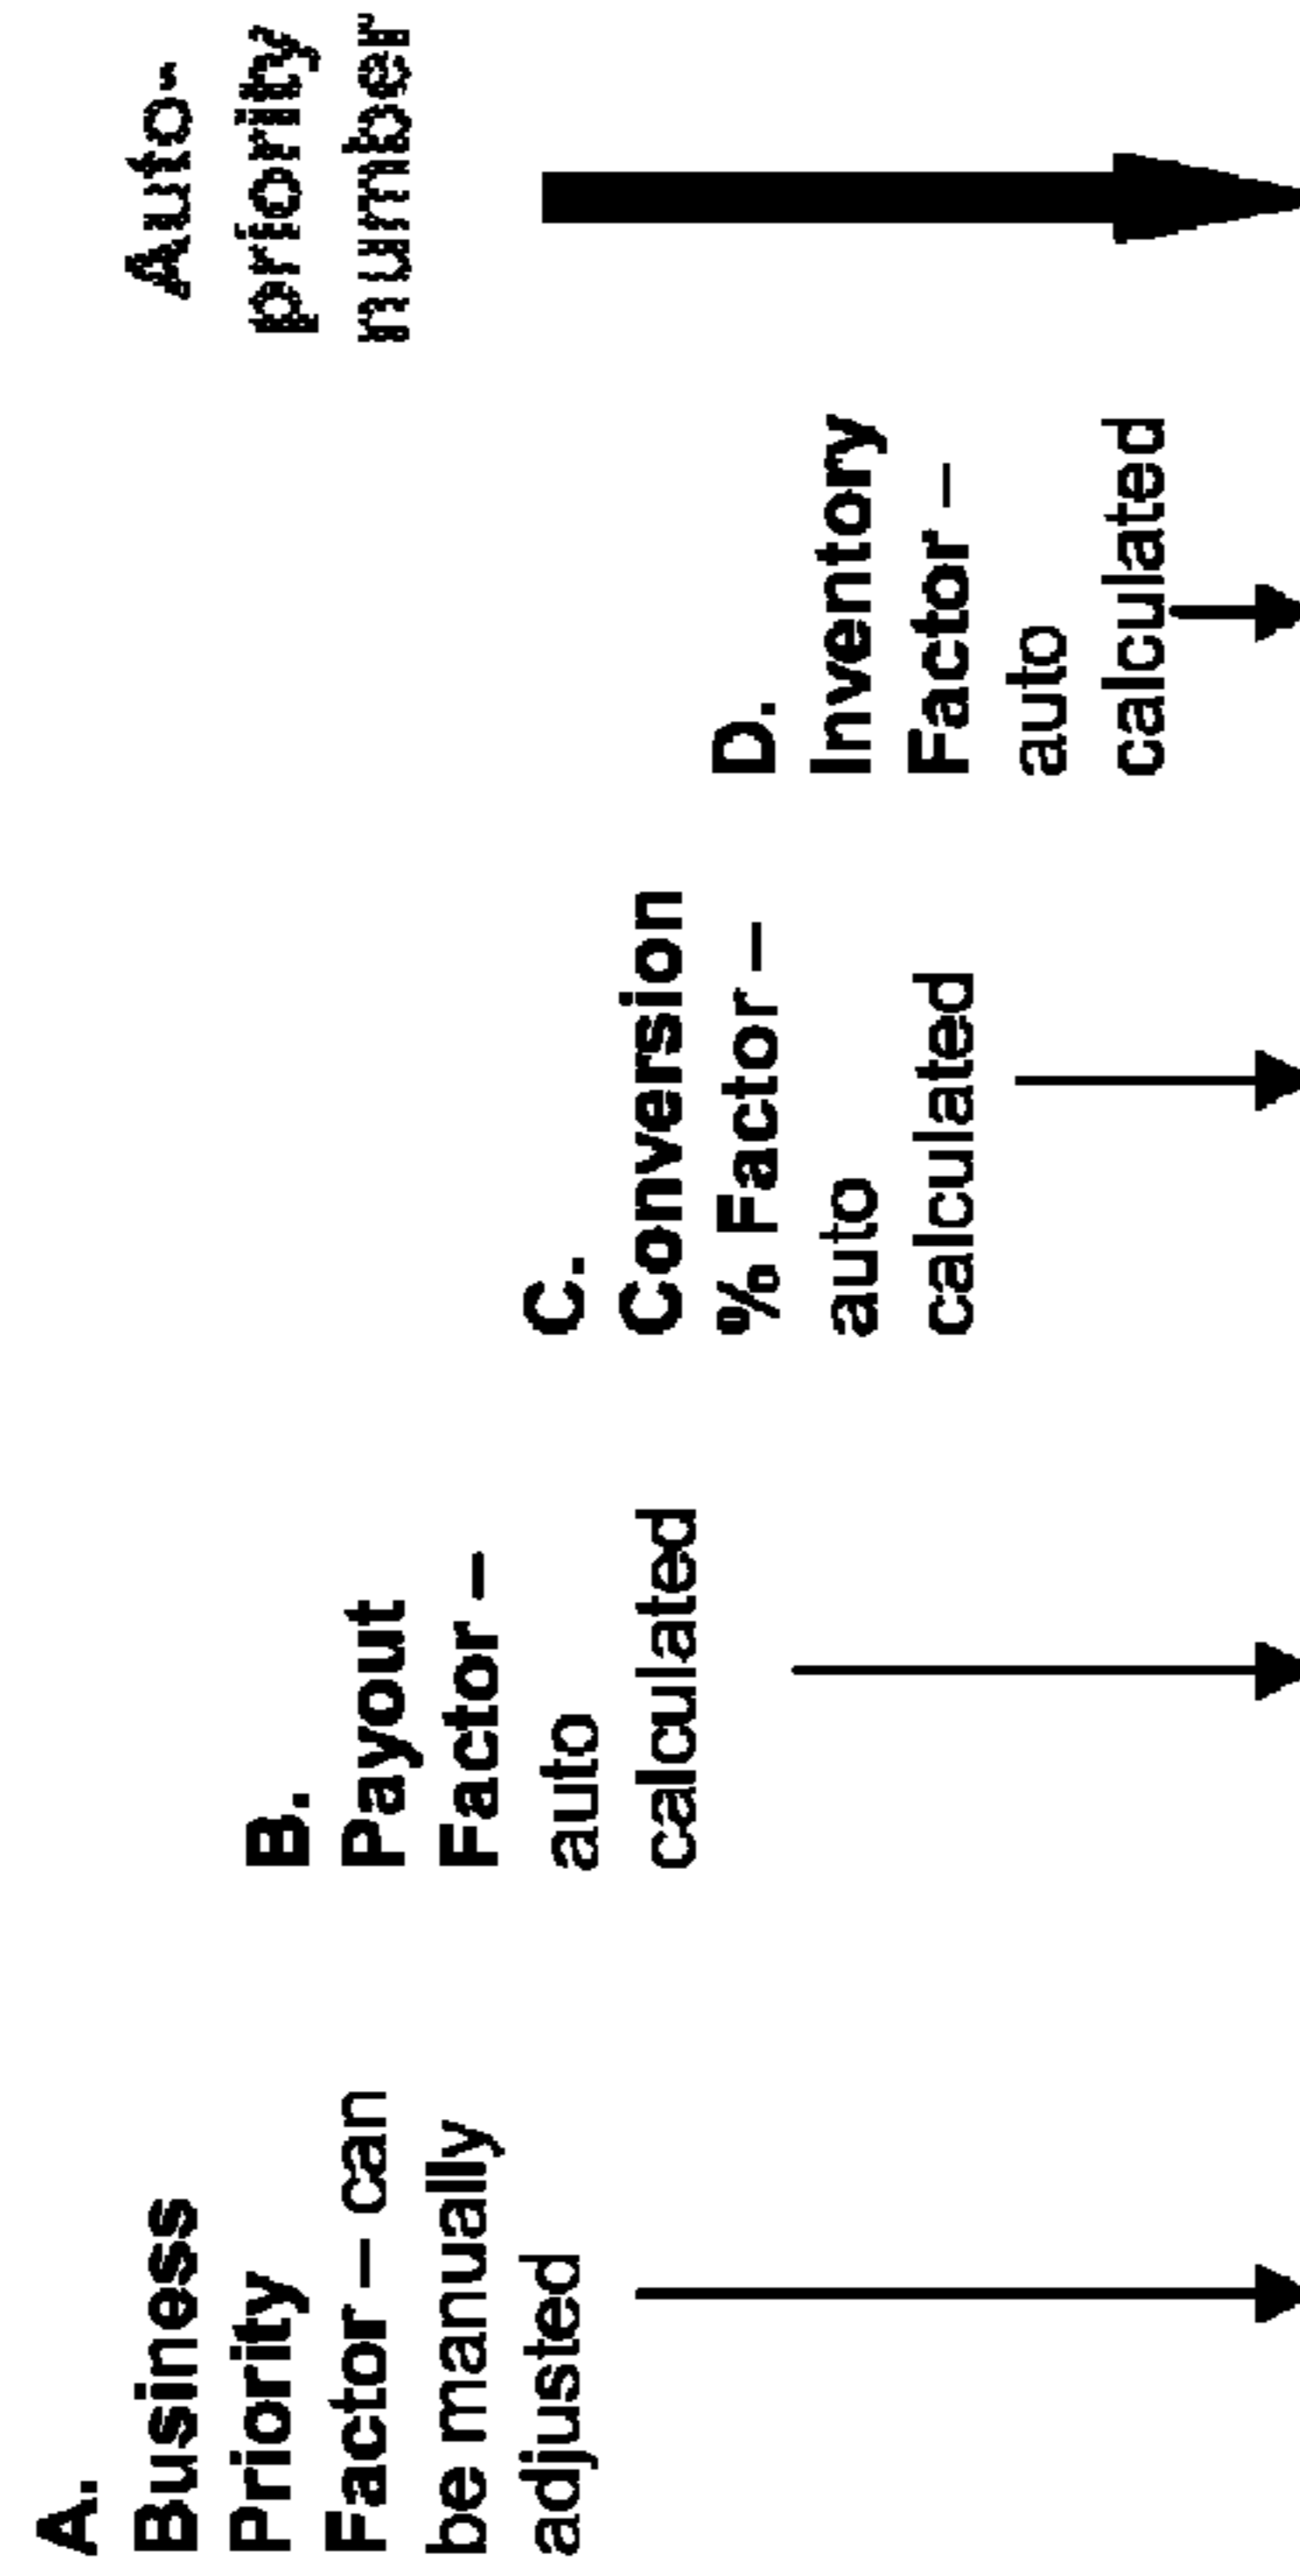 A.
Business
Priority
Factor – can
be manually
adjusted
B.
Payout
Factor –
auto
calculated
C.
Conversion
% Factor –
auto
calculated
D.
Inventory
Factor –
auto
calculated
Auto-
priority
number